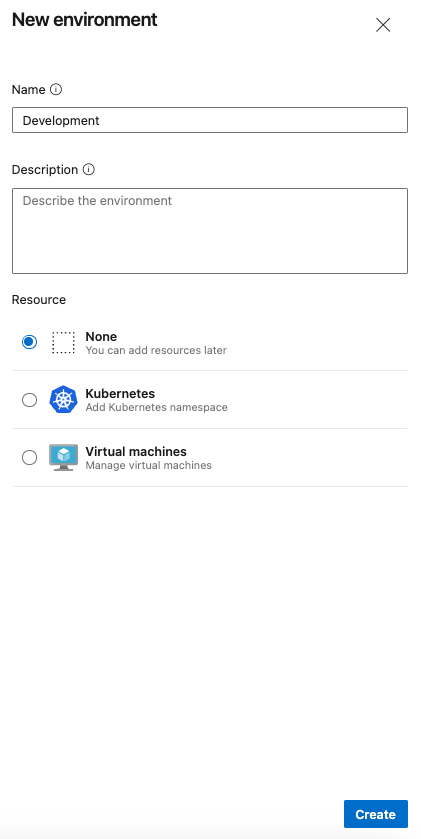 New environment
Name
Development
Description
Describe the environment
Resource
None
You can add resources later
Kubernetes
Add Kubernetes namespace
Virtual machines
Manage virtual machines
Create